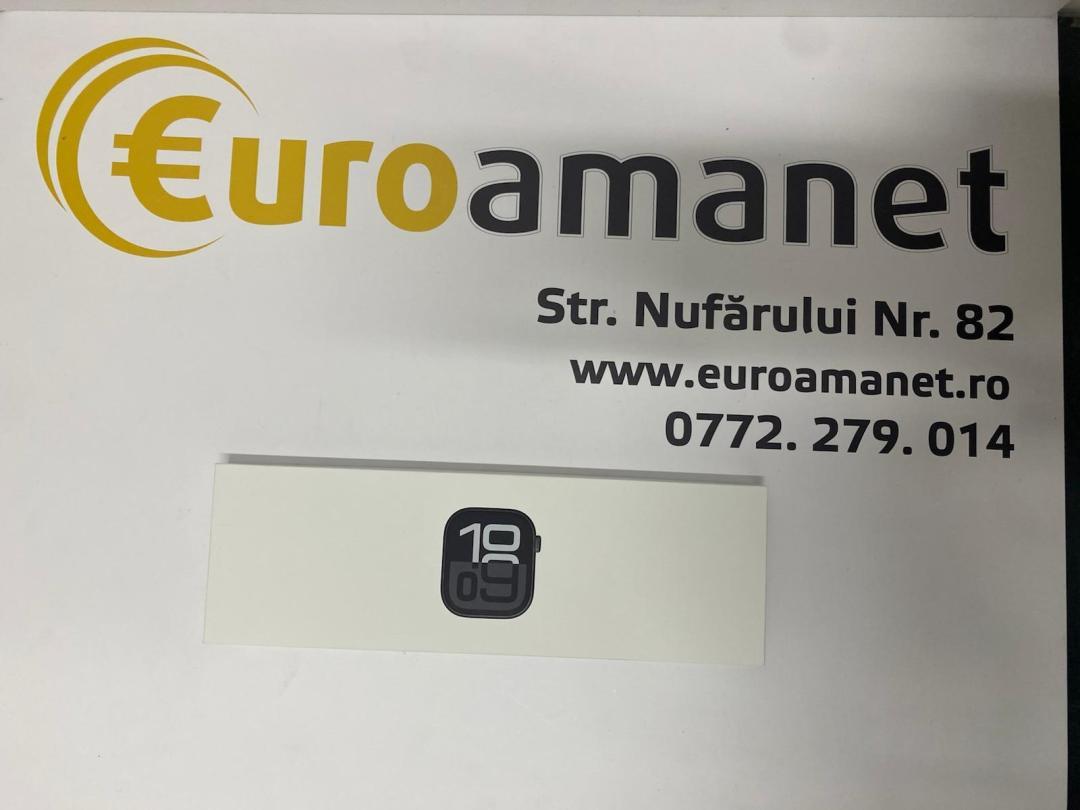 €uroamanet
Str. Nufărului Nr. 82
www.euroamanet.ro
0772. 279. 014
10
09